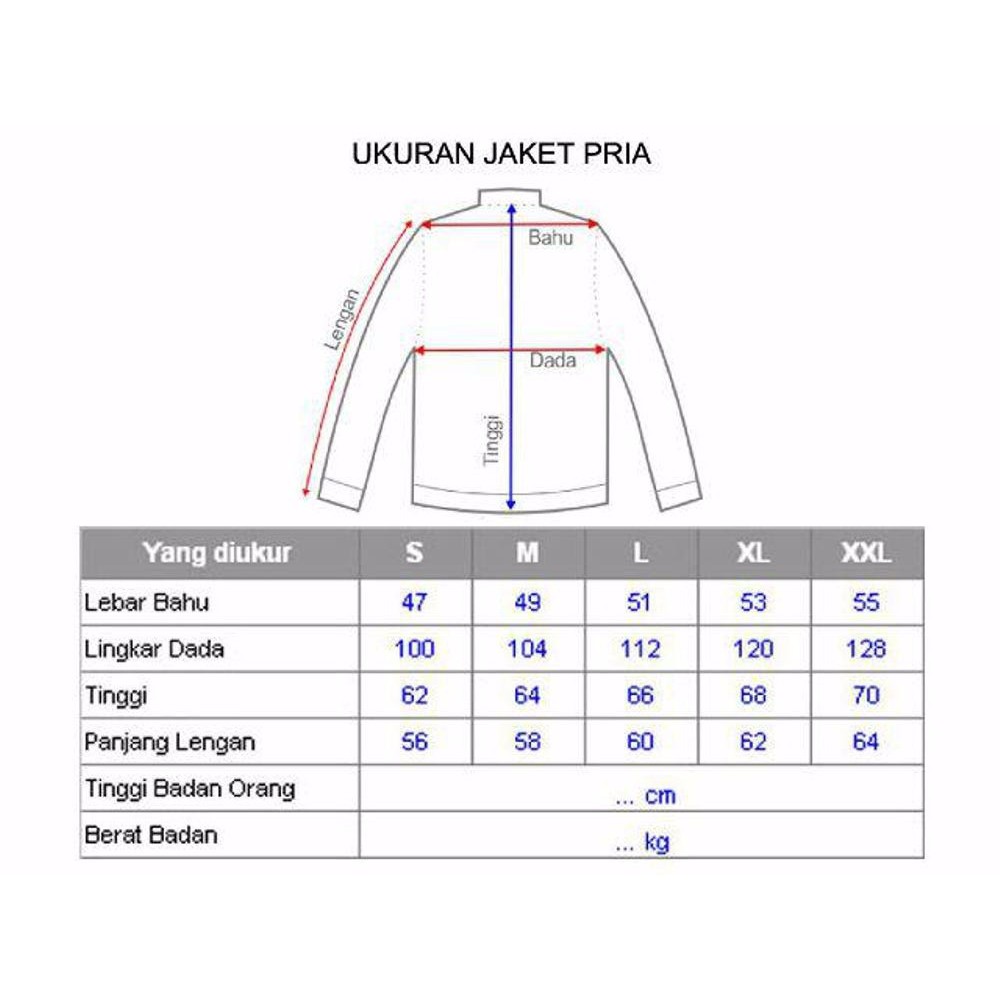 UKURAN JAKET PRIA
Bahu
Lengan
Dada
Tinggi
Yang diukur S M L XL XXL
Lebar Bahu 47 49 51 53 55
Lingkar Dada 100 104 112 120 128
Tinggi 62 64 66 68 70
Panjang Lengan 56 58 60 62 64
Tinggi Badan Orang ... cm
Berat Badan ... kg